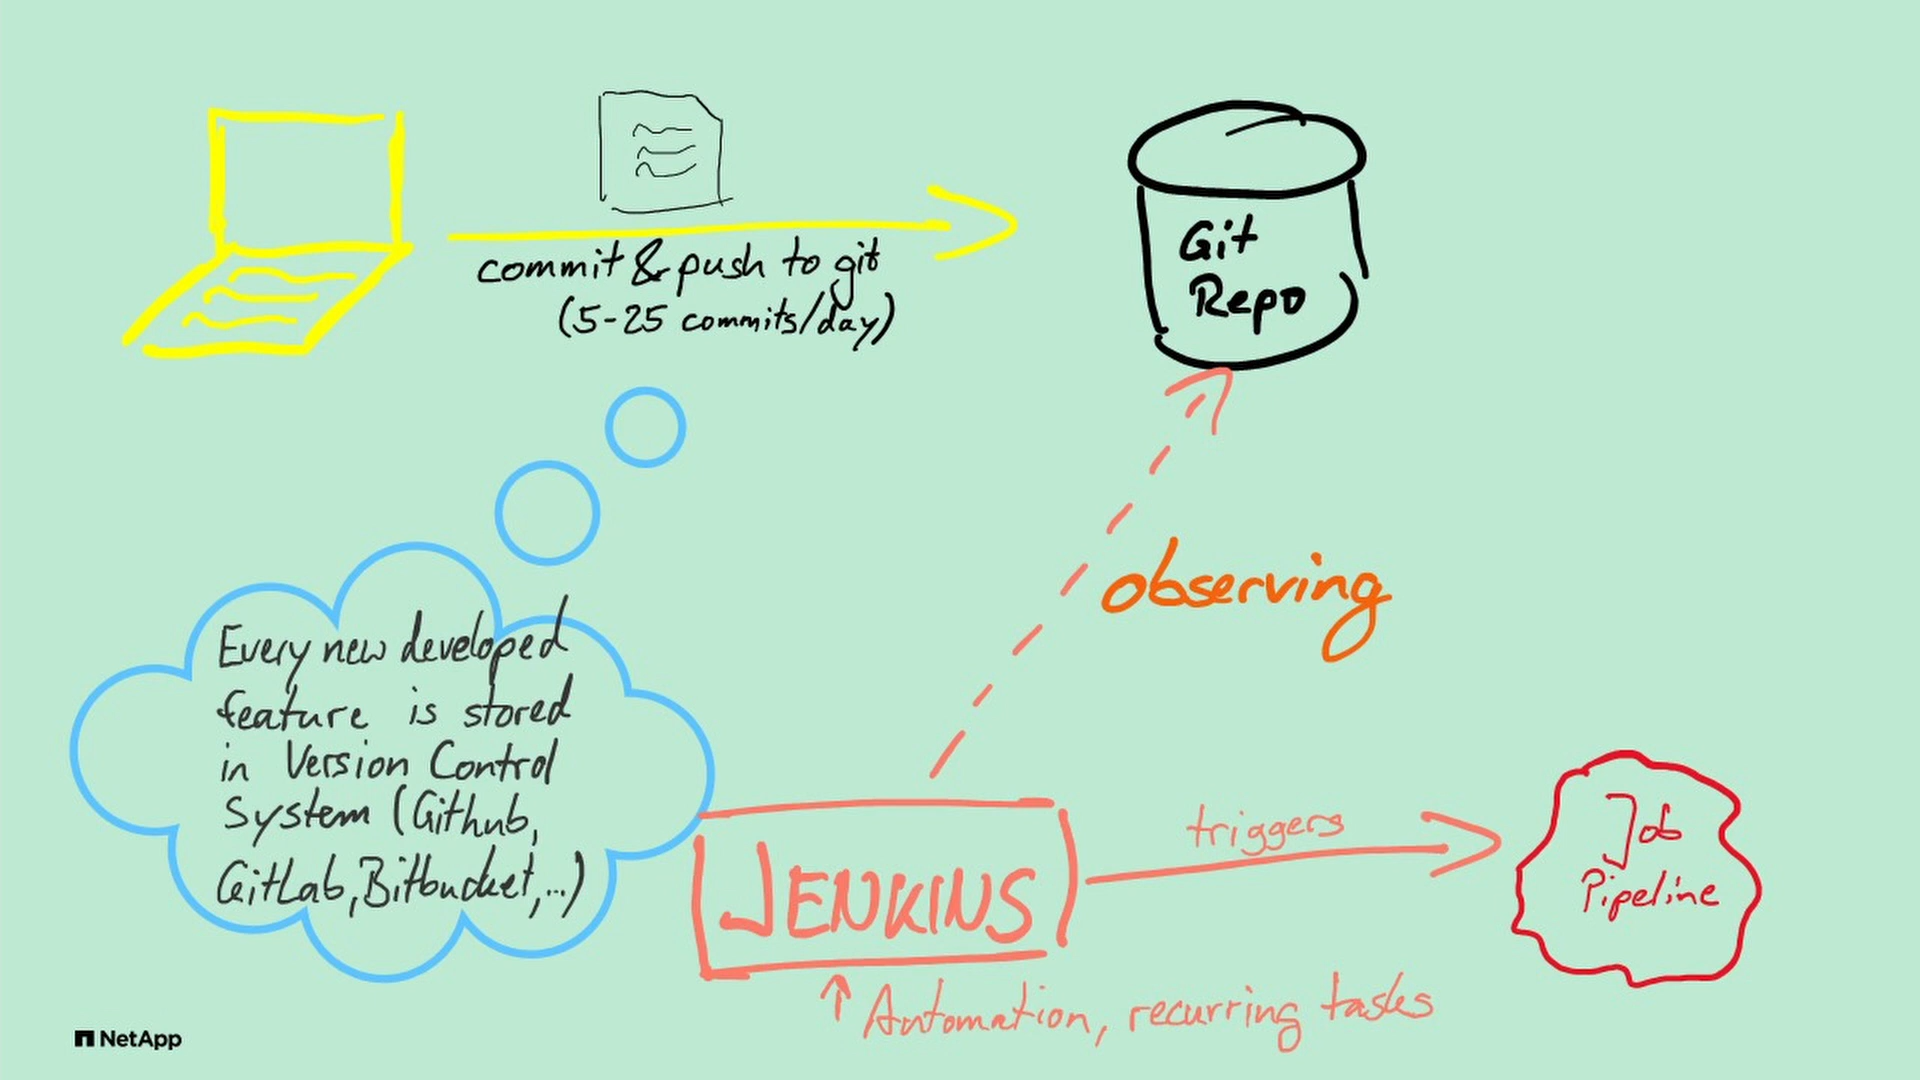 commit & push to git
(5-25 commits/day)
Git
Repo
observing
Every new developed
feature is stored
in Version Control
System (Github,
GitLab, Bitbucket, ...)
JENKINS
triggers
Job
Pipeline
↑ Automation, recurring tasks
NetApp